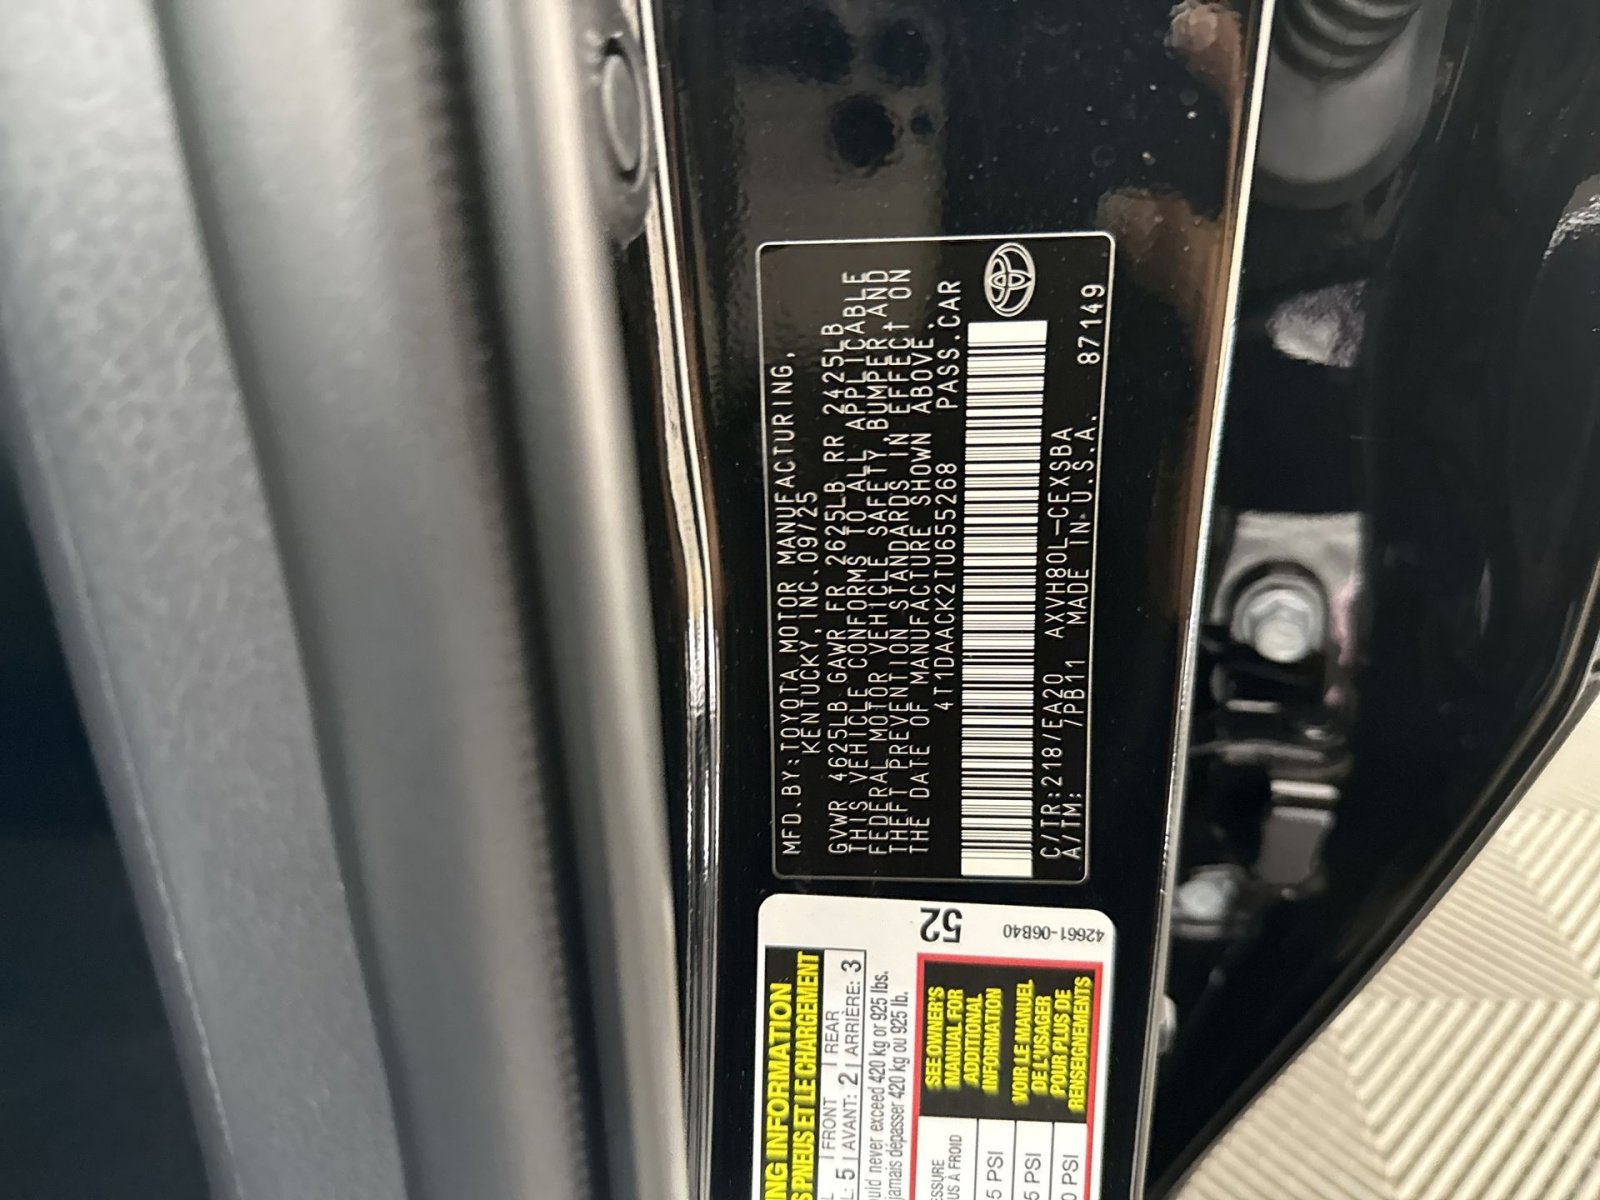 MFD.BY:TOYOTA MOTOR MANUFACTURING,
KENTUCKY, INC. 09/25
GVWR 4625LB GAWR FR 2625LB RR 2425LB
THIS VEHICLE CONFORMS TO ALL APPLICABLE
FEDERAL MOTOR VEHICLE SAFETY, BUMPER AND
THEFT PREVENTION STANDARDS IN EFFECT ON
THE DATE OF MANUFACTURE SHOWN ABOVE.
4T1DAACK2TU655268 PASS.CAR
C/TR:218/EA20 AXVH80L-CEXSBA
A/TM: 7PB11 MADE IN U.S.A. 87149
52
42661-06B40
INFORMATION
PNEUS ET LE CHARGEMENT
FRONT REAR
5 AVANT: 2 ARRIÈRE: 3
never exceed 420 kg or 925 lbs.
jamais dépasser 420 kg ou 925 lb.
SEE OWNER'S
MANUAL FOR
ADDITIONAL
INFORMATION
VOIR LE MANUEL
DE L'USAGER
POUR PLUS DE
RENSEIGNEMENTS
À FROID
PSI
PSI
PSI